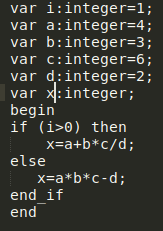 var i:integer=1;
var a:integer=4;
var b:integer=3;
var c:integer=6;
var d:integer=2;
var x:integer;
begin
if (i>0) then
    x=a+b*c/d;
else
   x=a*b*c-d;
end_if
end